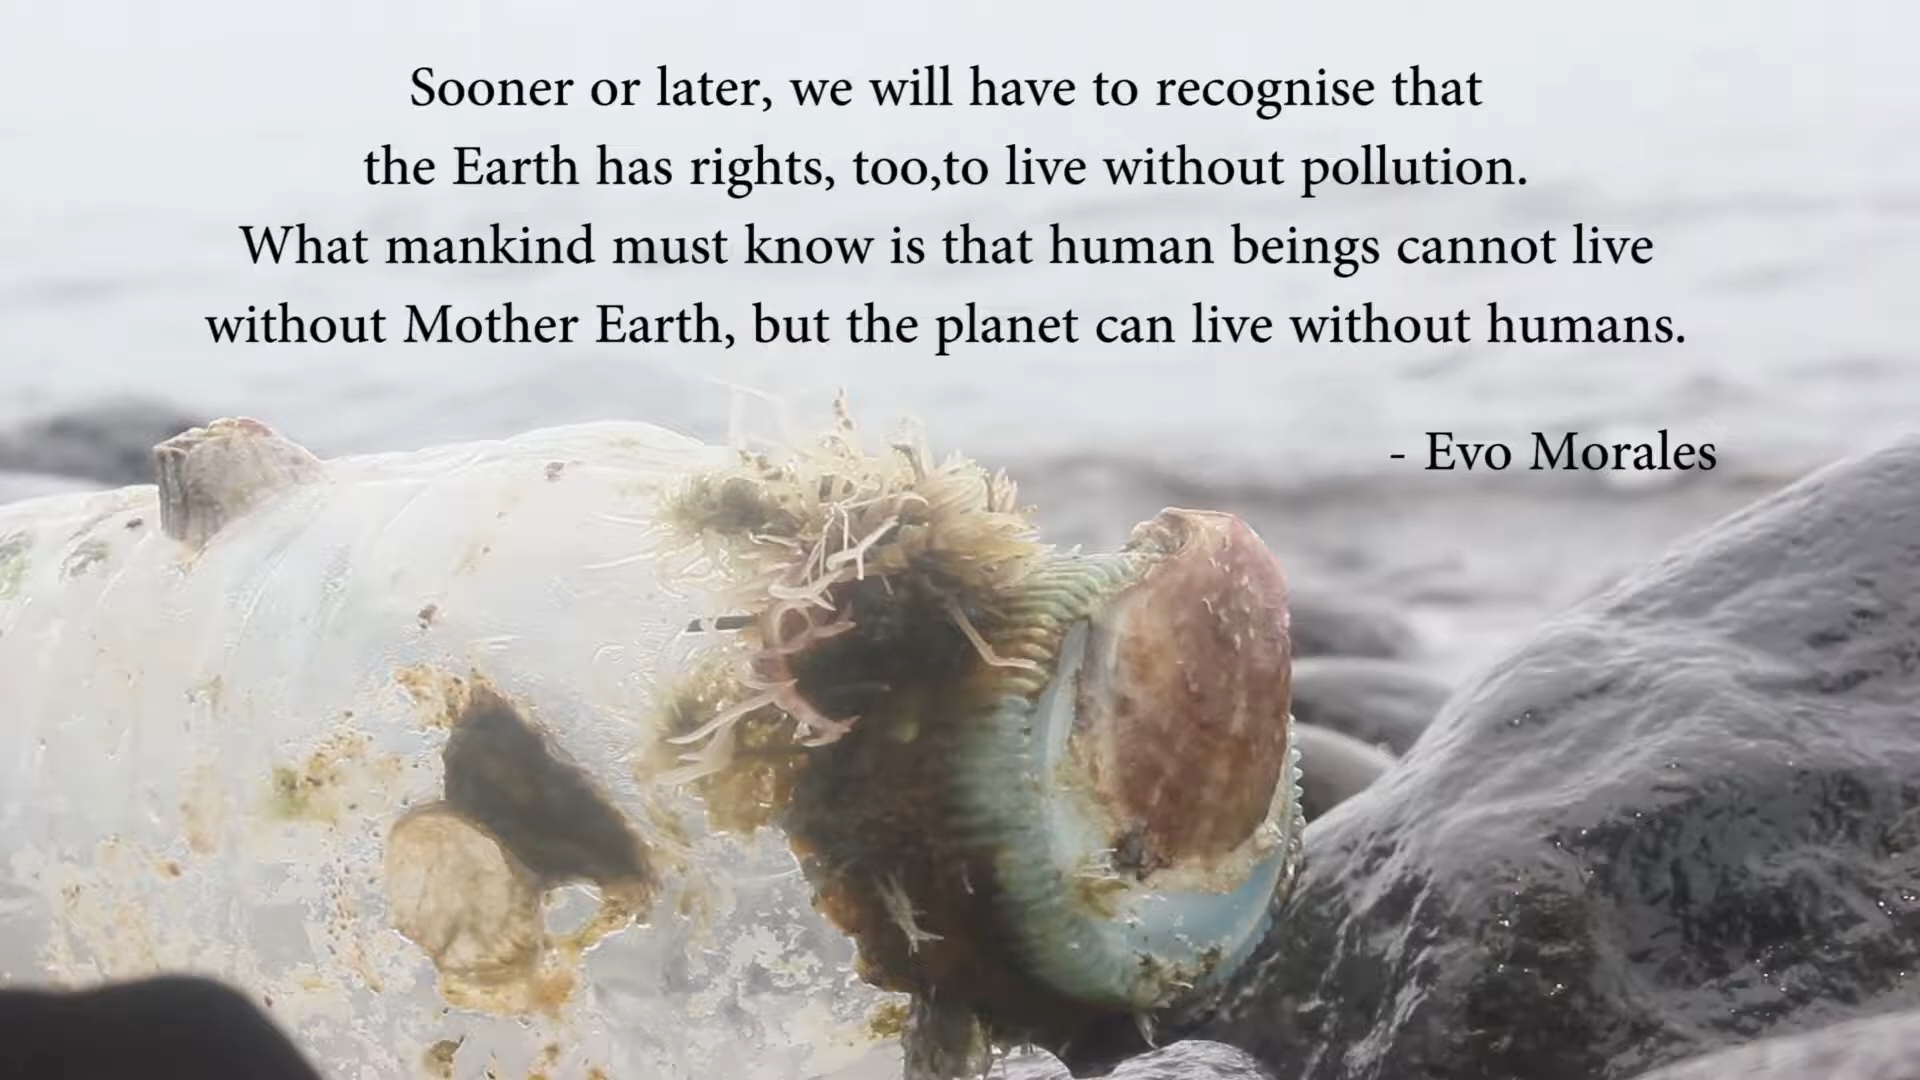 Sooner or later, we will have to recognise that
the Earth has rights, too,to live without pollution.
What mankind must know is that human beings cannot live
without Mother Earth, but the planet can live without humans.
- Evo Morales